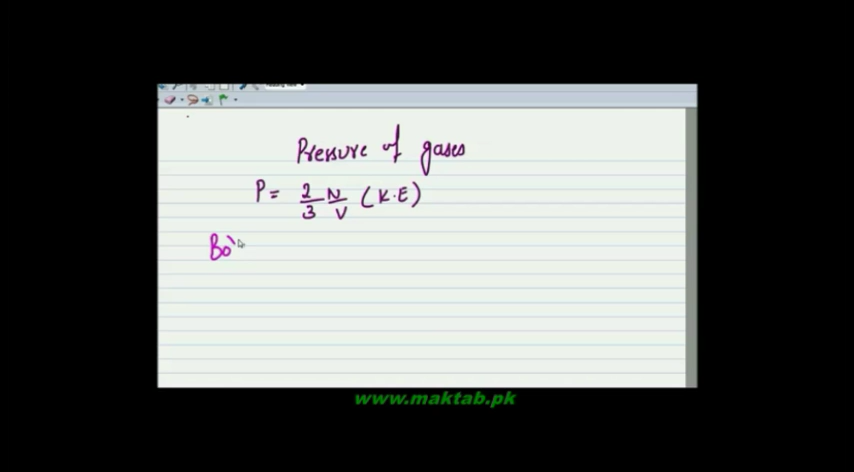 Pressure of gases
P = 2/3 N/V (K.E)
Bo
www.maktab.pk